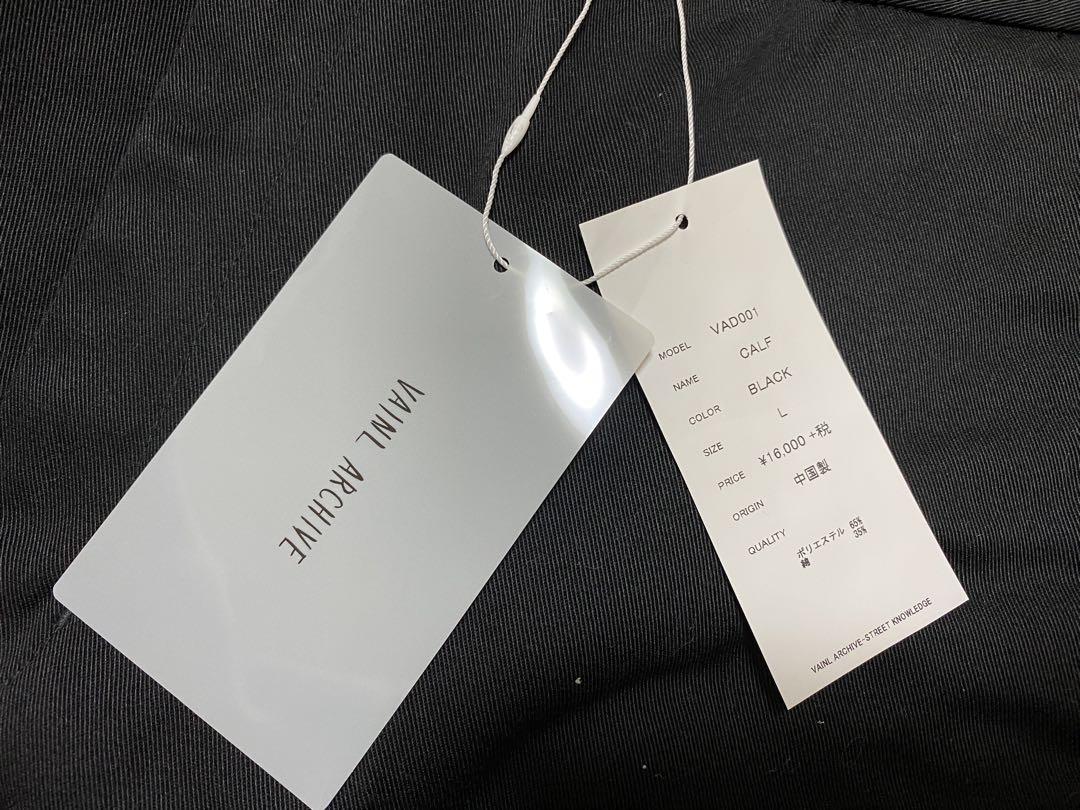 VAINL ARCHIVE
MODEL VAD001
NAME CALF
COLOR BLACK
SIZE L
PRICE ¥16,000 +税
ORIGIN 中国製
QUALITY ポリエステル 65%
綿 35%
VAINL ARCHIVE-STREET KNOWLEDGE